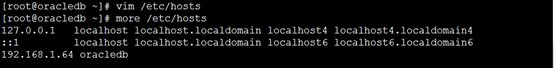 [root@oracledb ~]# vim /etc/hosts
[root@oracledb ~]# more /etc/hosts
127.0.0.1   localhost localhost.localdomain localhost4 localhost4.localdomain4
::1         localhost localhost.localdomain localhost6 localhost6.localdomain6
192.168.1.64 oracledb